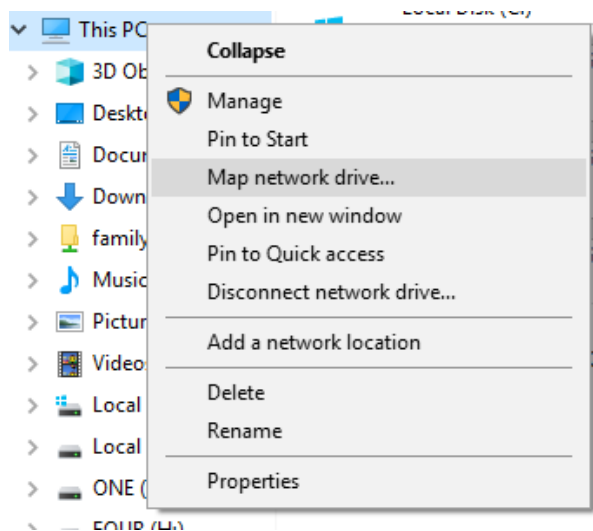 This PC
Collapse
3D Ob
Manage
Deskt
Pin to Start
Docur
Map network drive...
Down
Open in new window
family
Pin to Quick access
Music
Disconnect network drive...
Pictur
Add a network location
Video
Delete
Local
Rename
Local
Properties
ONE (
FOUR (H:)
Local Disk (C:)